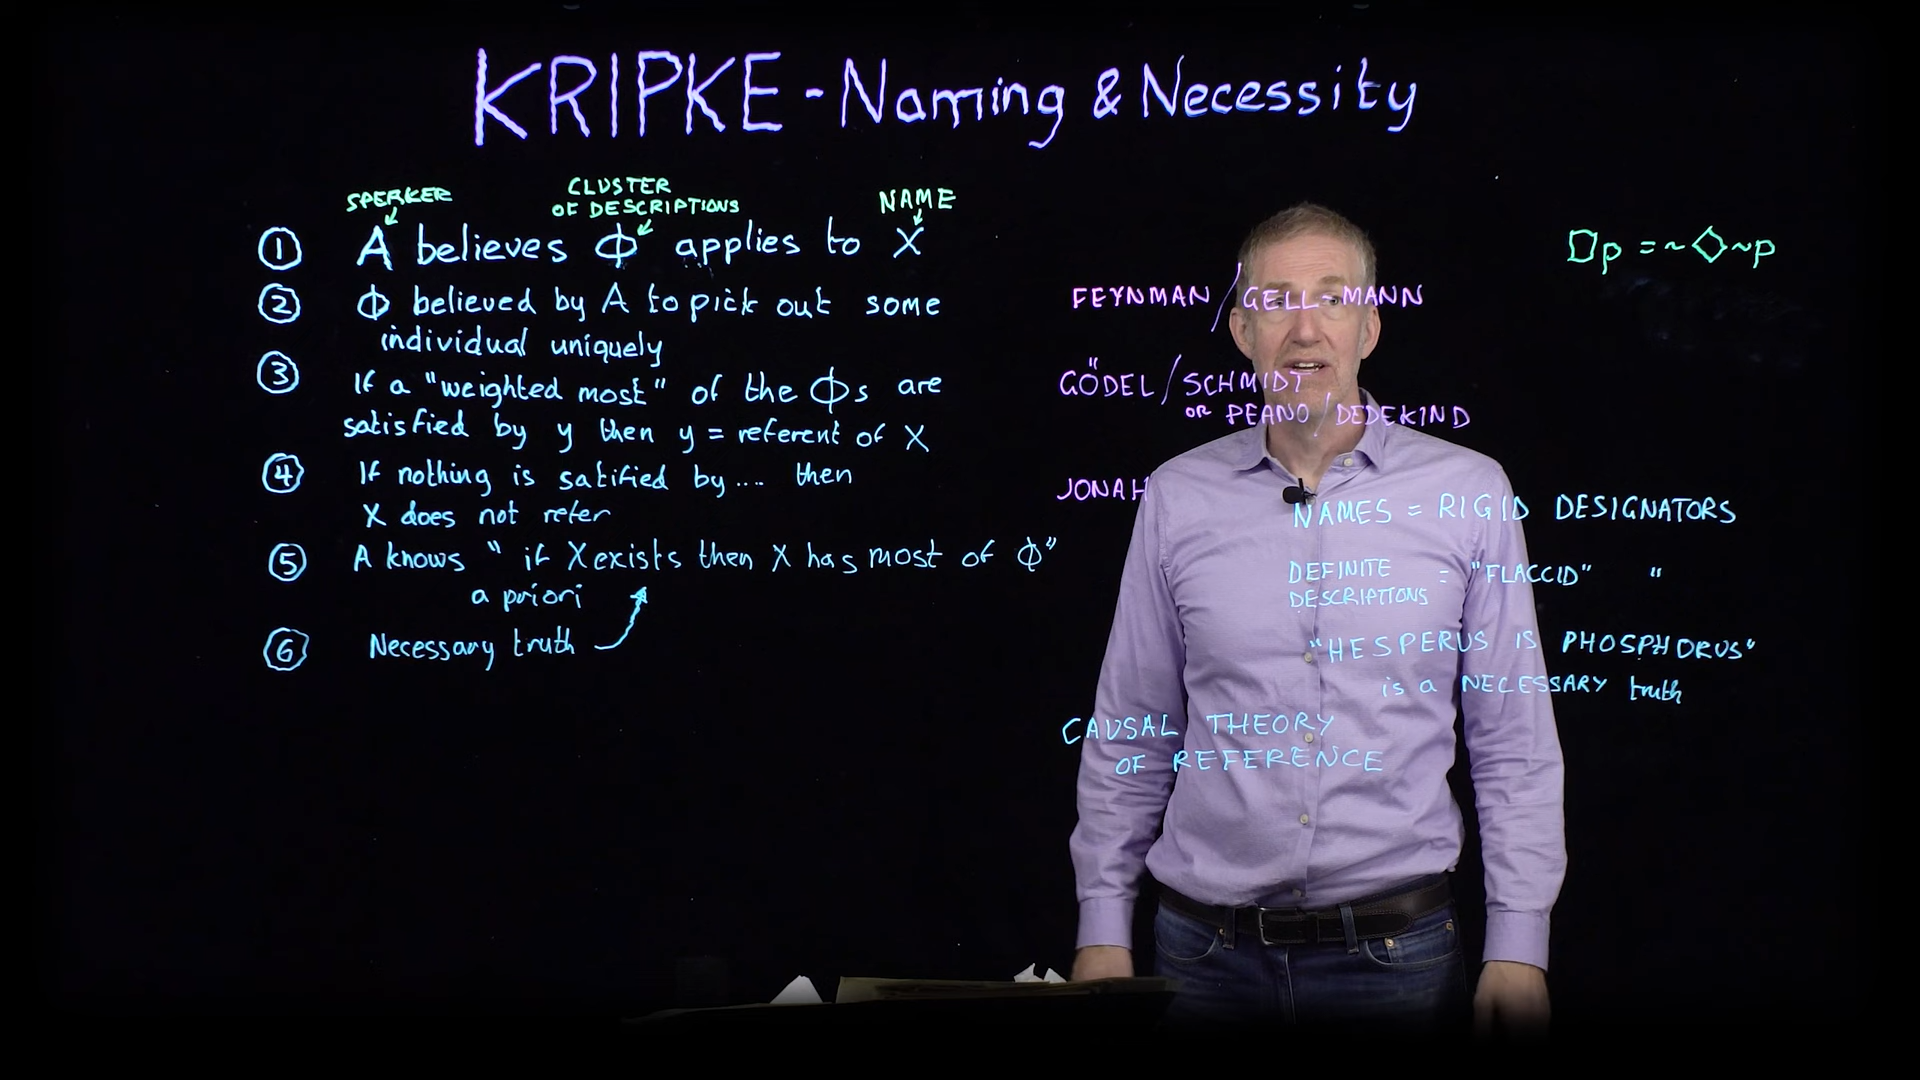 KRIPKE - Naming & Necessity
SPEAKER
CLUSTER
OF DESCRIPTIONS
NAME
① A believes Φ applies to X
② Φ believed by A to pick out some
individual uniquely
③ If a "weighted most" of the Φs are
satisfied by y then y = referent of X
④ If nothing is satified by .... then
X does not refer
⑤ A knows "if X exists then X has most of Φ"
a priori
⑥ Necessary truth
□p = ~◇~p
FEYNMAN / GELL-MANN
GÖDEL / SCHMIDT
OR PEANO / DEDEKIND
JONAH
NAMES = RIGID DESIGNATORS
DEFINITE
DESCRIPTIONS = "FLACCID" "
"HESPERUS IS PHOSPHORUS"
is a NECESSARY truth
CAUSAL THEORY
OF REFERENCE